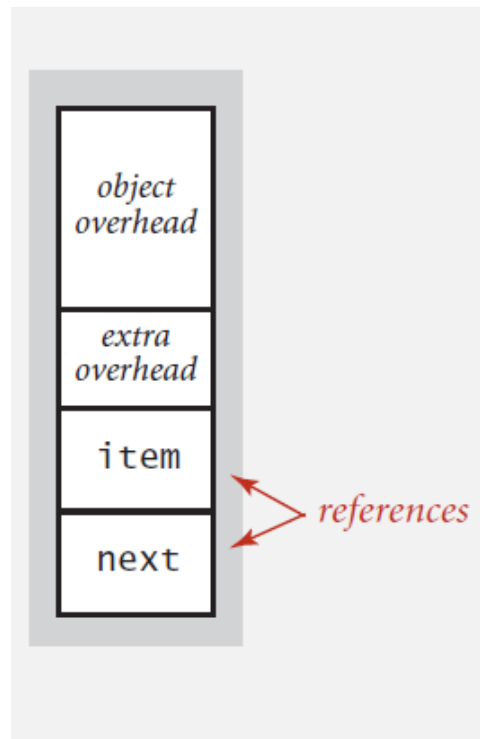 object
overhead
extra
overhead
item
references
next